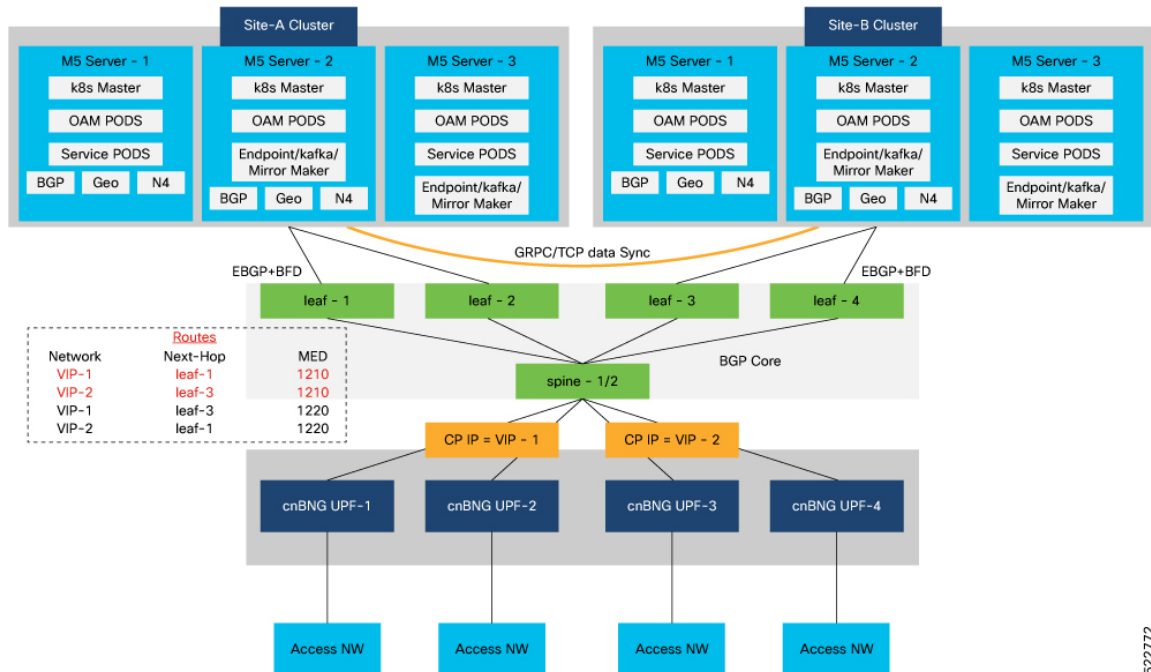 Site-A Cluster
Site-B Cluster
M5 Server - 1
M5 Server - 2
M5 Server - 3
M5 Server - 1
M5 Server - 2
M5 Server - 3
k8s Master
k8s Master
k8s Master
k8s Master
k8s Master
k8s Master
OAM PODS
OAM PODS
OAM PODS
OAM PODS
OAM PODS
OAM PODS
Service PODS
Endpoint/kafka/
Mirror Maker
Service PODS
Service PODS
Endpoint/kafka/
Mirror Maker
Service PODS
BGP
Geo
N4
BGP
Geo
N4
Endpoint/kafka/
Mirror Maker
BGP
Geo
N4
BGP
Geo
N4
Endpoint/kafka/
Mirror Maker
GRPC/TCP data Sync
EBGP+BFD
EBGP+BFD
leaf - 1
leaf - 2
leaf - 3
leaf - 4
BGP Core
spine - 1/2
Routes
Network Next-Hop MED
VIP-1 leaf-1 1210
VIP-2 leaf-3 1210
VIP-1 leaf-3 1220
VIP-2 leaf-1 1220
CP IP = VIP - 1
CP IP = VIP - 2
cnBNG UPF-1
cnBNG UPF-2
cnBNG UPF-3
cnBNG UPF-4
Access NW
Access NW
Access NW
Access NW
522772